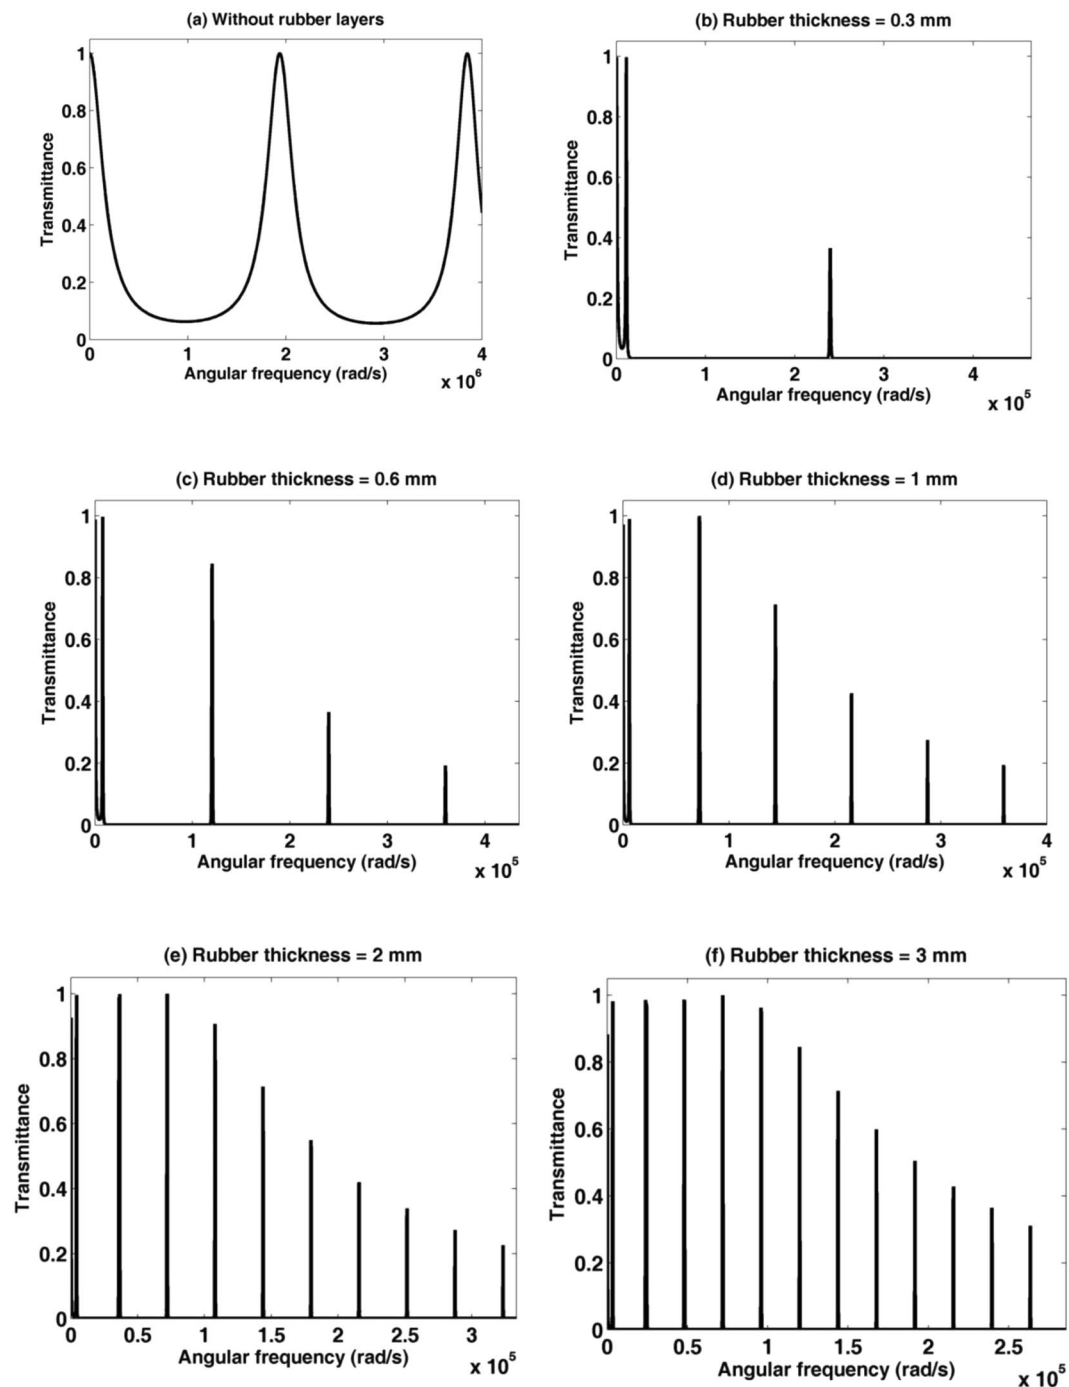 (a) Without rubber layers
Transmittance
1
0.8
0.6
0.4
0.2
0
0 1 2 3 4
Angular frequency (rad/s)
x 10⁶
(b) Rubber thickness = 0.3 mm
Transmittance
1
0.8
0.6
0.4
0.2
0
0 1 2 3 4
Angular frequency (rad/s)
x 10⁵
(c) Rubber thickness = 0.6 mm
Transmittance
1
0.8
0.6
0.4
0.2
0
0 1 2 3 4
Angular frequency (rad/s)
x 10⁵
(d) Rubber thickness = 1 mm
Transmittance
1
0.8
0.6
0.4
0.2
0
0 1 2 3 4
Angular frequency (rad/s)
x 10⁵
(e) Rubber thickness = 2 mm
Transmittance
1
0.8
0.6
0.4
0.2
0
0 0.5 1 1.5 2 2.5 3
Angular frequency (rad/s)
x 10⁵
(f) Rubber thickness = 3 mm
Transmittance
1
0.8
0.6
0.4
0.2
0
0 0.5 1 1.5 2 2.5
Angular frequency (rad/s)
x 10⁵